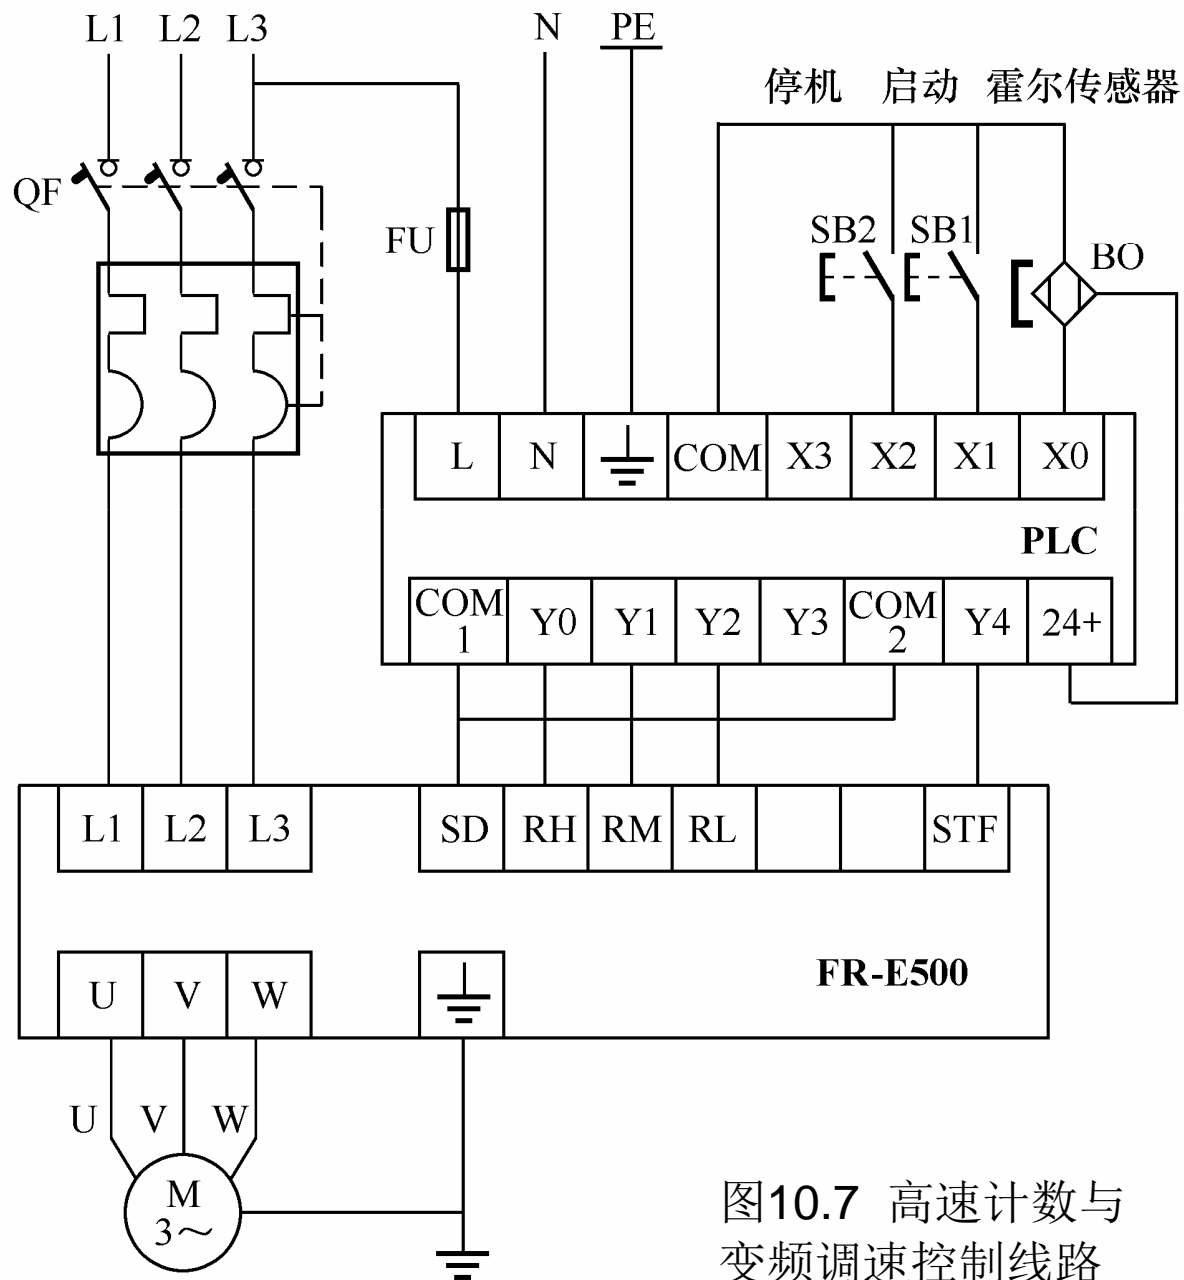 L1 L2 L3 N PE
停机 启动 霍尔传感器
QF
FU
SB2 SB1
BO
L N COM X3 X2 X1 X0
PLC
COM 1 Y0 Y1 Y2 Y3 COM 2 Y4 24+
L1 L2 L3 SD RH RM RL STF
FR-E500
U V W
U V W
M
3～
图10.7 高速计数与
变频调速控制线路